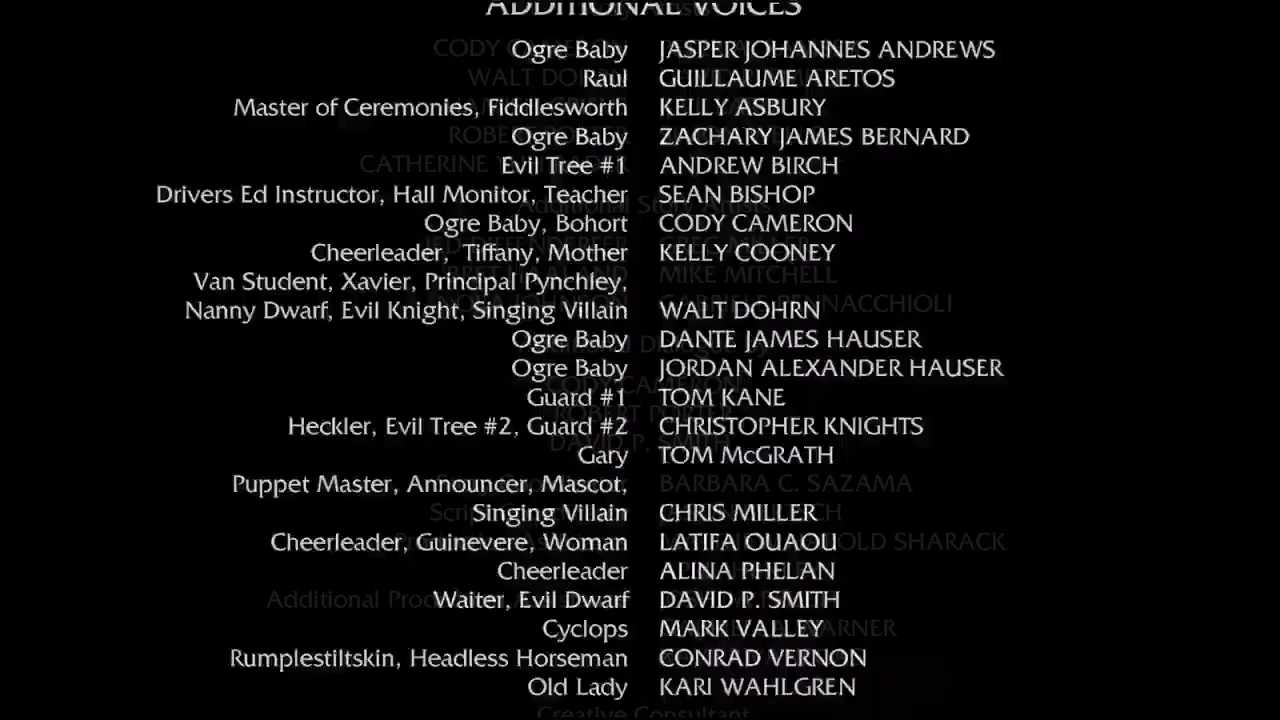 ADDITIONAL VOICES
Ogre Baby JASPER JOHANNES ANDREWS
Raul GUILLAUME ARETOS
Master of Ceremonies, Fiddlesworth KELLY ASBURY
Ogre Baby ZACHARY JAMES BERNARD
Evil Tree #1 ANDREW BIRCH
Drivers Ed Instructor, Hall Monitor, Teacher SEAN BISHOP
Ogre Baby, Bohort CODY CAMERON
Cheerleader, Tiffany, Mother KELLY COONEY
Van Student, Xavier, Principal Pynchley,
Nanny Dwarf, Evil Knight, Singing Villain WALT DOHRN
Ogre Baby DANTE JAMES HAUSER
Ogre Baby JORDAN ALEXANDER HAUSER
Guard #1 TOM KANE
Heckler, Evil Tree #2, Guard #2 CHRISTOPHER KNIGHTS
Gary TOM McGRATH
Puppet Master, Announcer, Mascot,
Singing Villain CHRIS MILLER
Cheerleader, Guinevere, Woman LATIFA OUAOU
Cheerleader ALINA PHELAN
Waiter, Evil Dwarf DAVID P. SMITH
Cyclops MARK VALLEY
Rumplestiltskin, Headless Horseman CONRAD VERNON
Old Lady KARI WAHLGREN
Creative Consultant